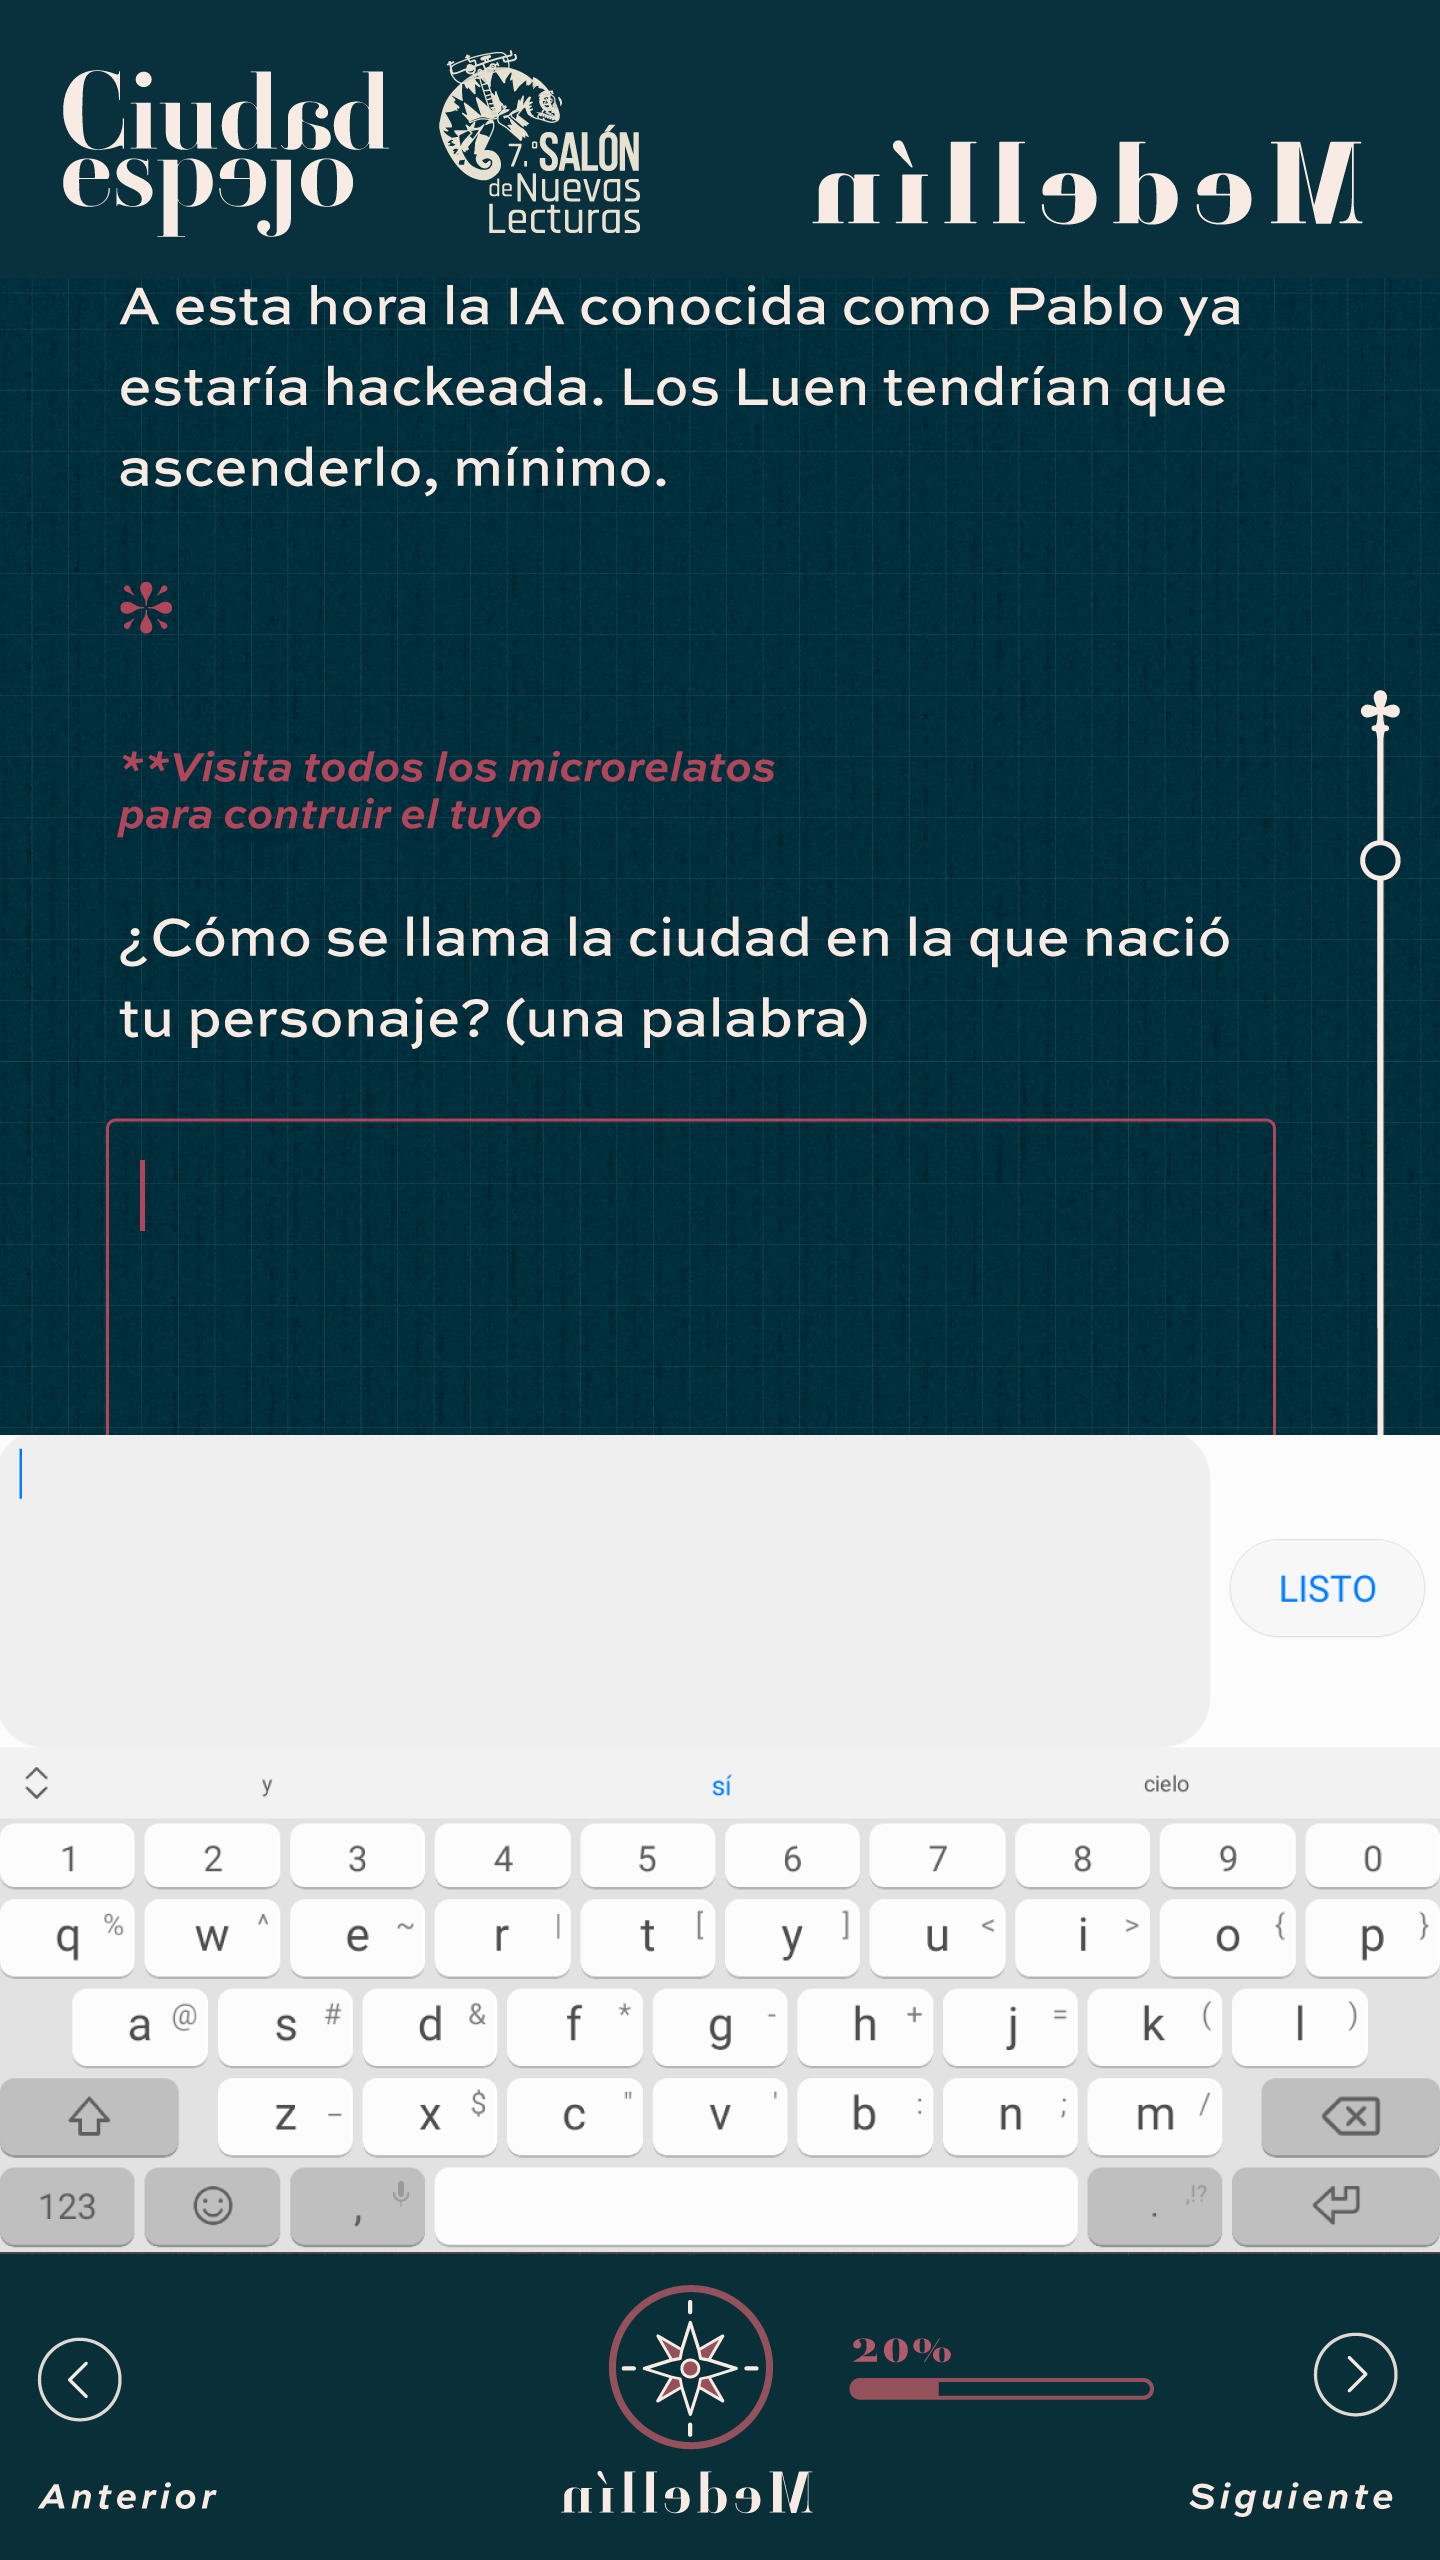 Ciudad
espejo
7.º SALÓN
de Nuevas
Lecturas
Medellín
A esta hora la IA conocida como Pablo ya
estaría hackeada. Los Luen tendrían que
ascenderlo, mínimo.
**Visita todos los microrelatos
para contruir el tuyo
¿Cómo se llama la ciudad en la que nació
tu personaje? (una palabra)
LISTO
y sí cielo
1 2 3 4 5 6 7 8 9 0
q % w ^ e ~ r | t [ y ] u < i > o { p }
a @ s # d & f * g - h + j = k ( l )
z _ x $ c " v ' b : n ; m /
123 , . ,!?
20%
Anterior
Medellín
Siguiente